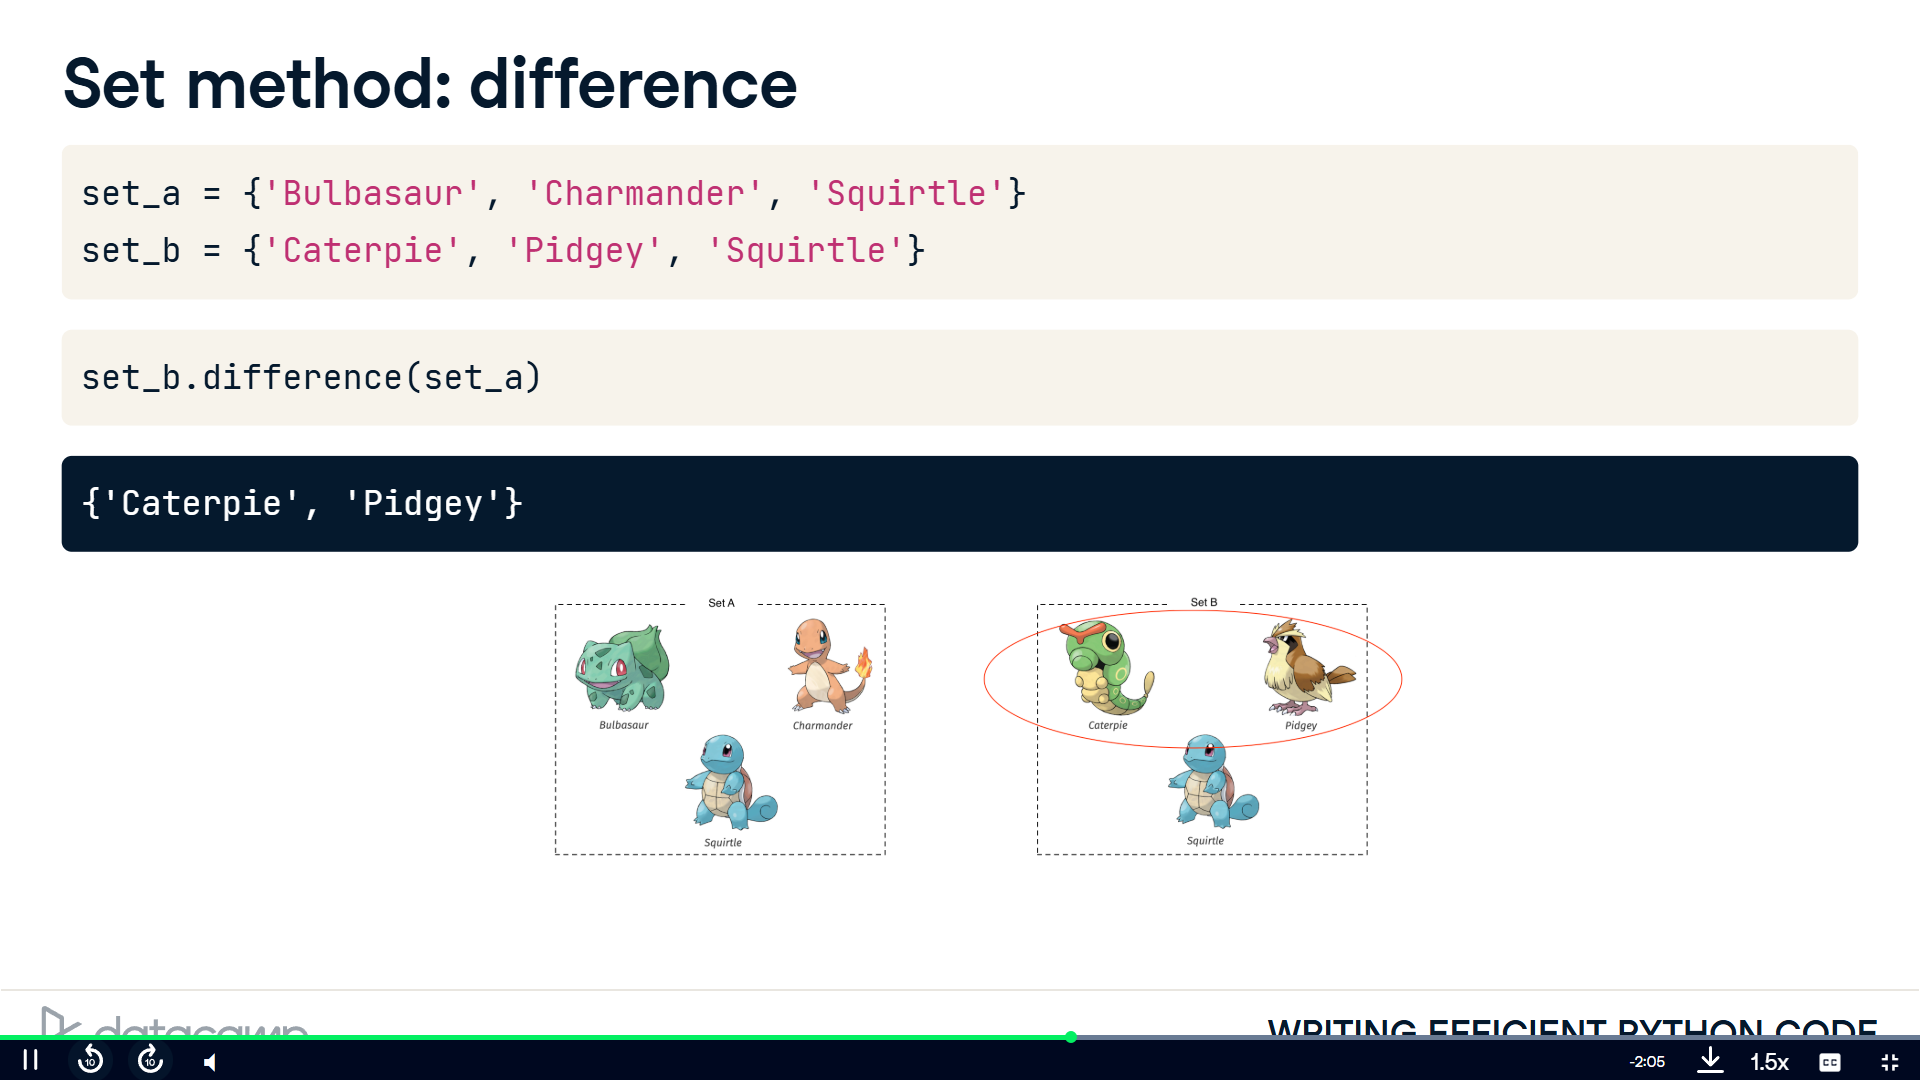 Set method: difference
set_a = {'Bulbasaur', 'Charmander', 'Squirtle'}
set_b = {'Caterpie', 'Pidgey', 'Squirtle'}
set_b.difference(set_a)
{'Caterpie', 'Pidgey'}
Set A
Set B
Bulbasaur
Charmander
Caterpie
Pidgey
Squirtle
Squirtle
datacamp
WRITING EFFICIENT PYTHON CODE
10
10
-2:05
1.5x
CC